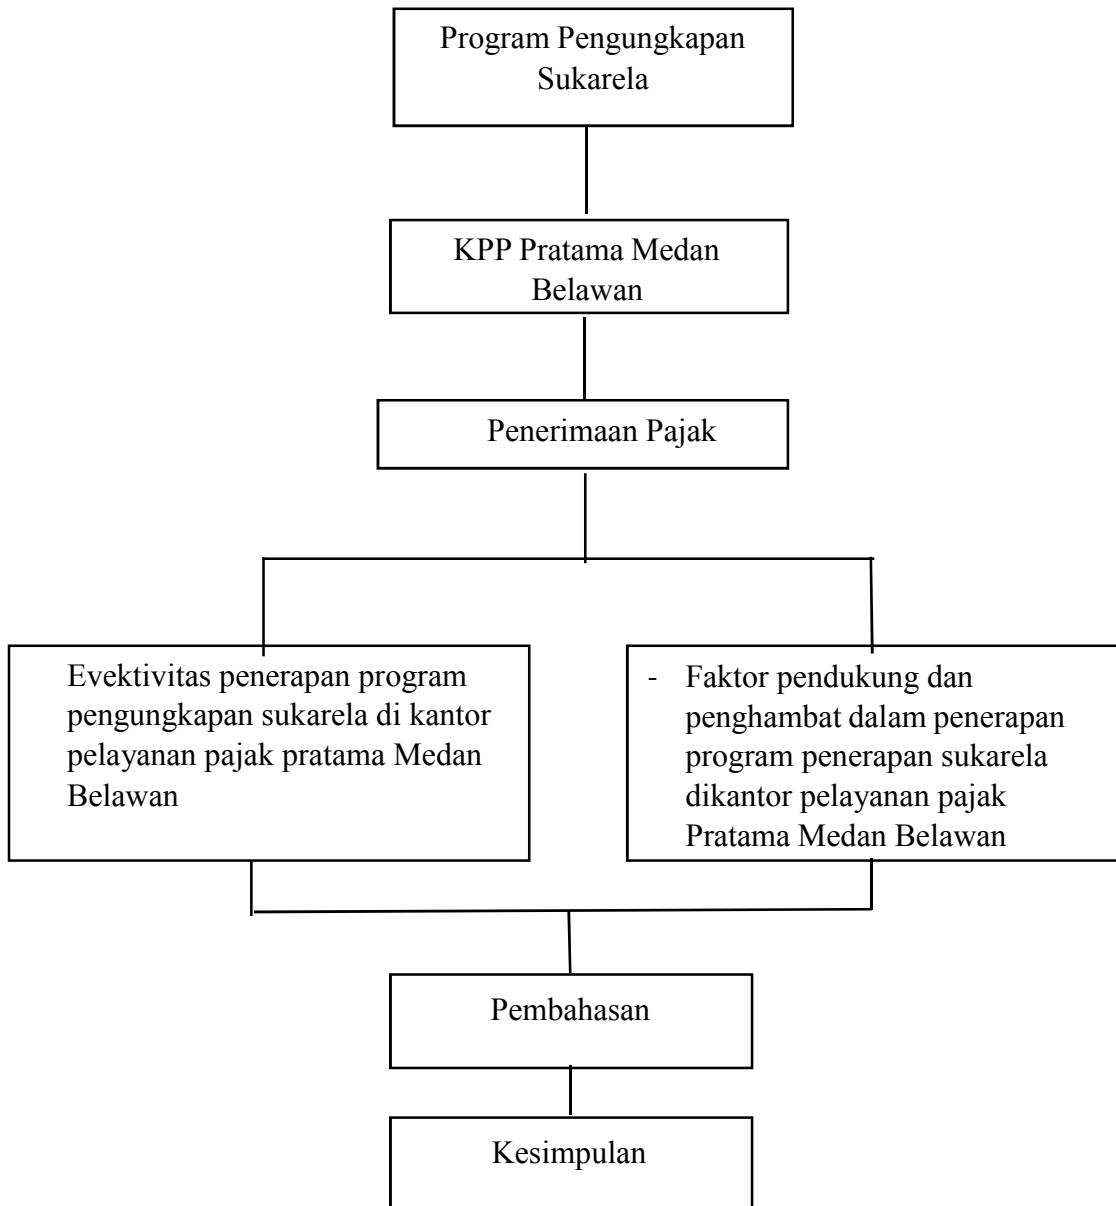 Program Pengungkapan
Sukarela
KPP Pratama Medan
Belawan
Penerimaan Pajak
Evektivitas penerapan program
pengungkapan sukarela di kantor
pelayanan pajak pratama Medan
Belawan
- Faktor pendukung dan
penghambat dalam penerapan
program penerapan sukarela
dikantor pelayanan pajak
Pratama Medan Belawan
Pembahasan
Kesimpulan